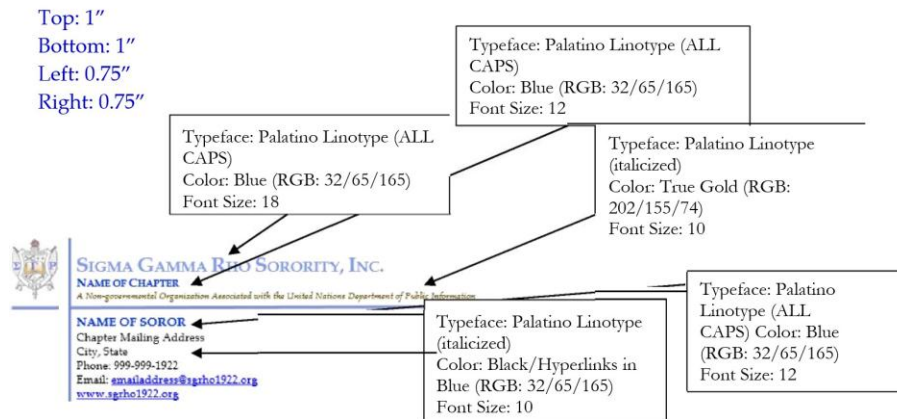 Top: 1”
Bottom: 1”
Left: 0.75”
Right: 0.75”
Typeface: Palatino Linotype (ALL
CAPS)
Color: Blue (RGB: 32/65/165)
Font Size: 12
Typeface: Palatino Linotype (ALL
CAPS)
Color: Blue (RGB: 32/65/165)
Font Size: 18
Typeface: Palatino Linotype
(italicized)
Color: True Gold (RGB:
202/155/74)
Font Size: 10
Σ Γ Ρ
SIGMA GAMMA RHO SORORITY, INC.
NAME OF CHAPTER
A Non-governmental Organization Associated with the United Nations Department of Public Information
NAME OF SOROR
Chapter Mailing Address
City, State
Phone: 999-999-1922
Email: emailaddress@sgrho1922.org
www.sgrho1922.org
Typeface: Palatino Linotype
(italicized)
Color: Black/Hyperlinks in
Blue (RGB: 32/65/165)
Font Size: 10
Typeface: Palatino
Linotype (ALL
CAPS) Color: Blue
(RGB: 32/65/165)
Font Size: 12